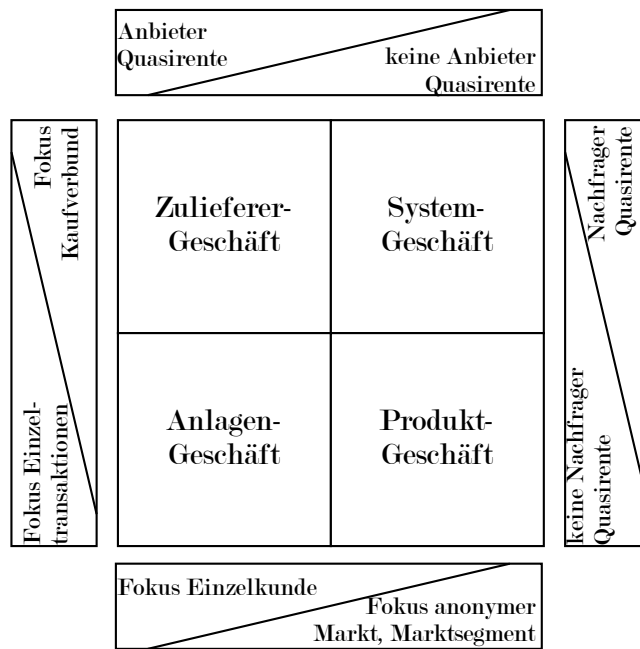 Anbieter
Quasirente
keine Anbieter
Quasirente
Fokus
Kaufverbund
Fokus Einzel-
transaktionen
Zulieferer-
Geschäft
System-
Geschäft
Anlagen-
Geschäft
Produkt-
Geschäft
Nachfrager
Quasirente
keine Nachfrager
Quasirente
Fokus Einzelkunde
Fokus anonymer
Markt, Marktsegment